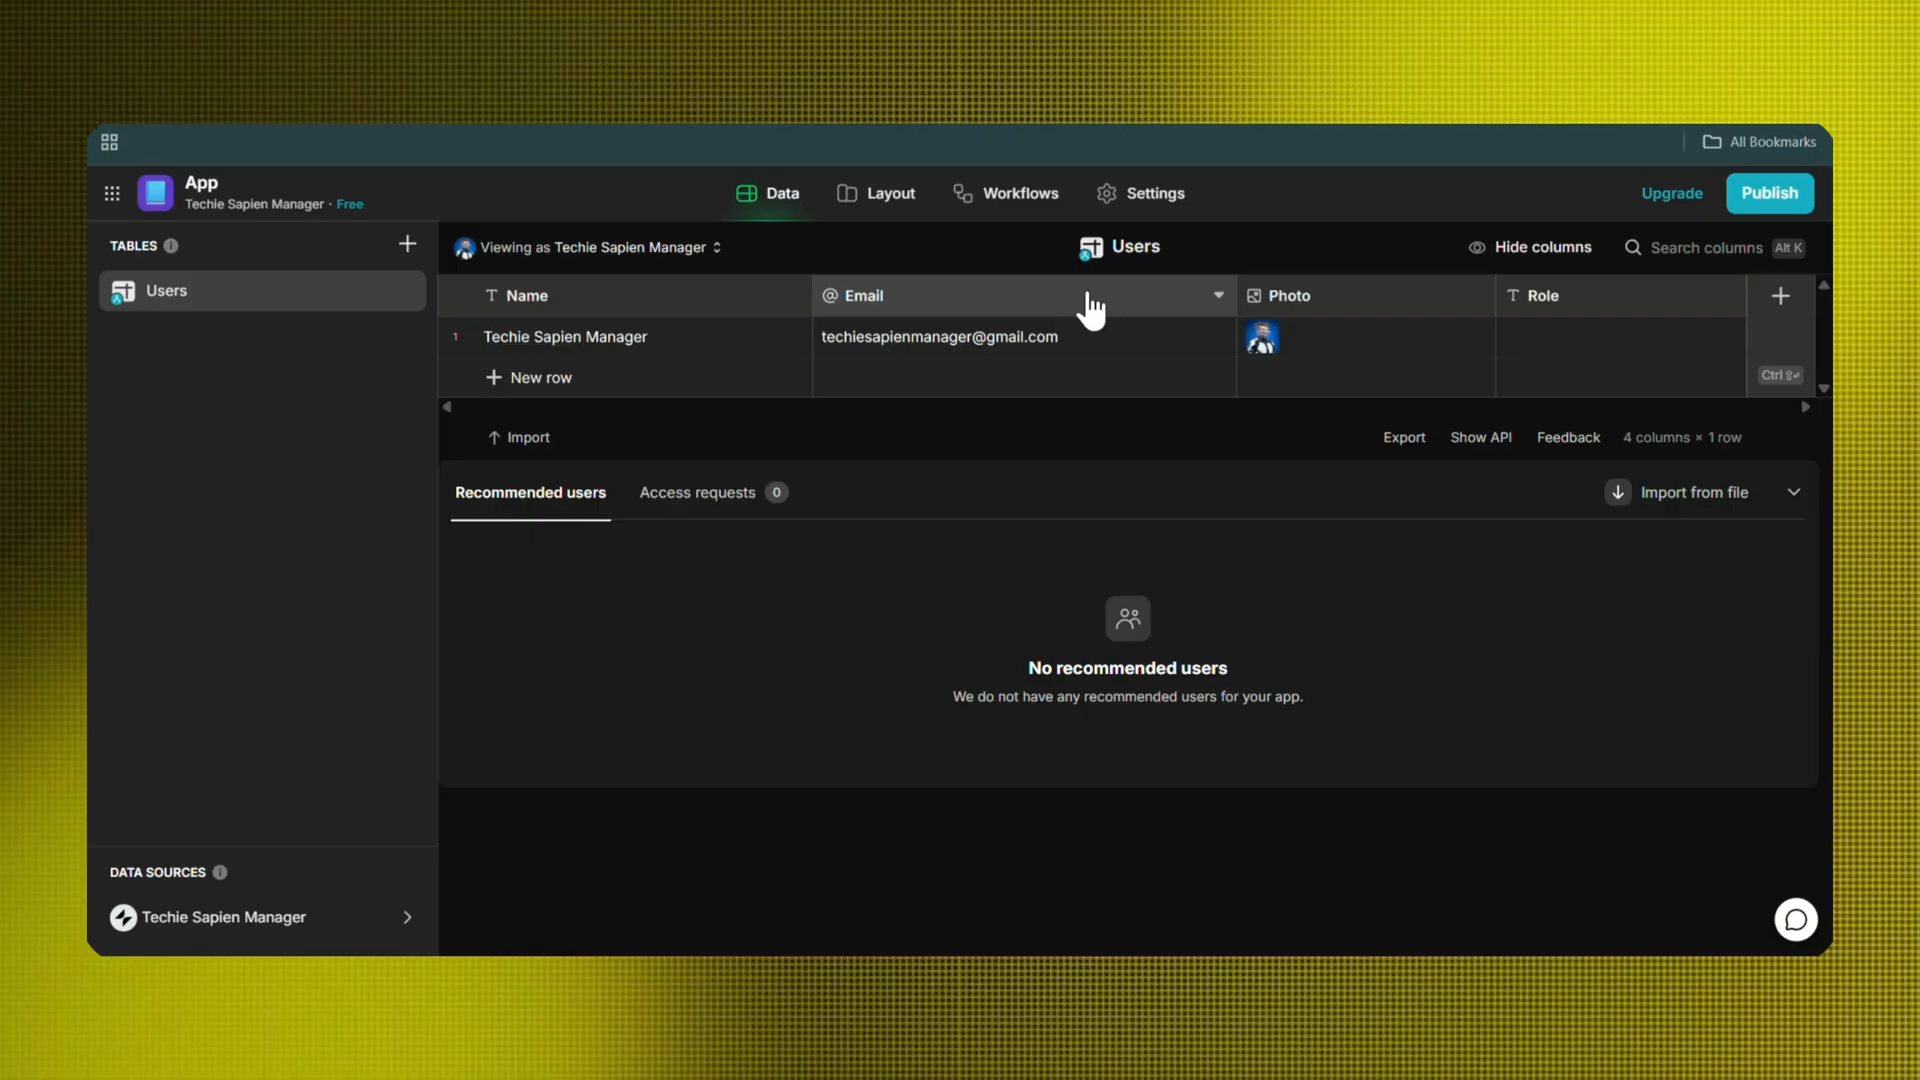 All Bookmarks
App
Techie Sapien Manager · Free
Data
Layout
Workflows
Settings
Upgrade
Publish
TABLES
Users
Viewing as Techie Sapien Manager
Users
Hide columns
Search columns Alt K
Name
Email
Photo
Role
1 Techie Sapien Manager
techiesapienmanager@gmail.com
New row
Ctrl ⇧↵
Import
Export
Show API
Feedback
4 columns × 1 row
Recommended users
Access requests 0
Import from file
No recommended users
We do not have any recommended users for your app.
DATA SOURCES
Techie Sapien Manager